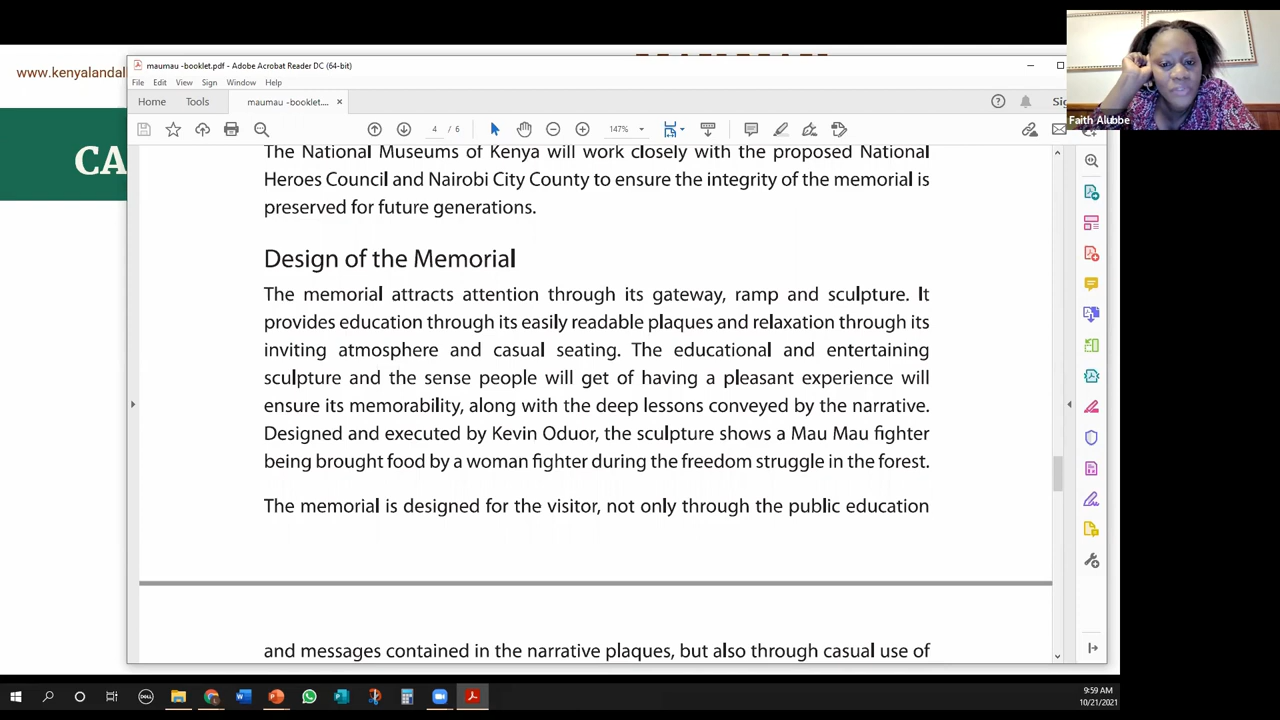 www.kenyalandal
CA
maumau -booklet.pdf - Adobe Acrobat Reader DC (64-bit)
File Edit View Sign Window Help
Home Tools maumau -booklet....
4 / 6 147%
The National Museums of Kenya will work closely with the proposed National
Heroes Council and Nairobi City County to ensure the integrity of the memorial is
preserved for future generations.
Design of the Memorial
The memorial attracts attention through its gateway, ramp and sculpture. It
provides education through its easily readable plaques and relaxation through its
inviting atmosphere and casual seating. The educational and entertaining
sculpture and the sense people will get of having a pleasant experience will
ensure its memorability, along with the deep lessons conveyed by the narrative.
Designed and executed by Kevin Oduor, the sculpture shows a Mau Mau fighter
being brought food by a woman fighter during the freedom struggle in the forest.
The memorial is designed for the visitor, not only through the public education
and messages contained in the narrative plaques, but also through casual use of
Faith Alubbe
9:59 AM
10/21/2021